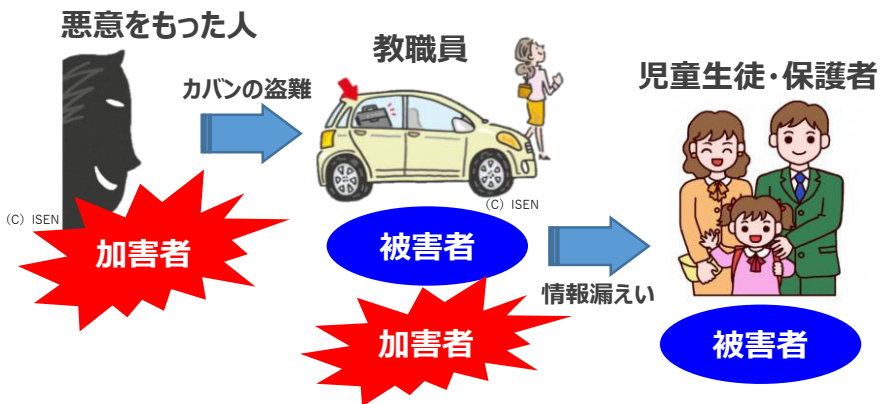 悪意をもった人
カバンの盗難
(C) ISEN
加害者
教職員
(C) ISEN
被害者
加害者
情報漏えい
児童生徒・保護者
被害者